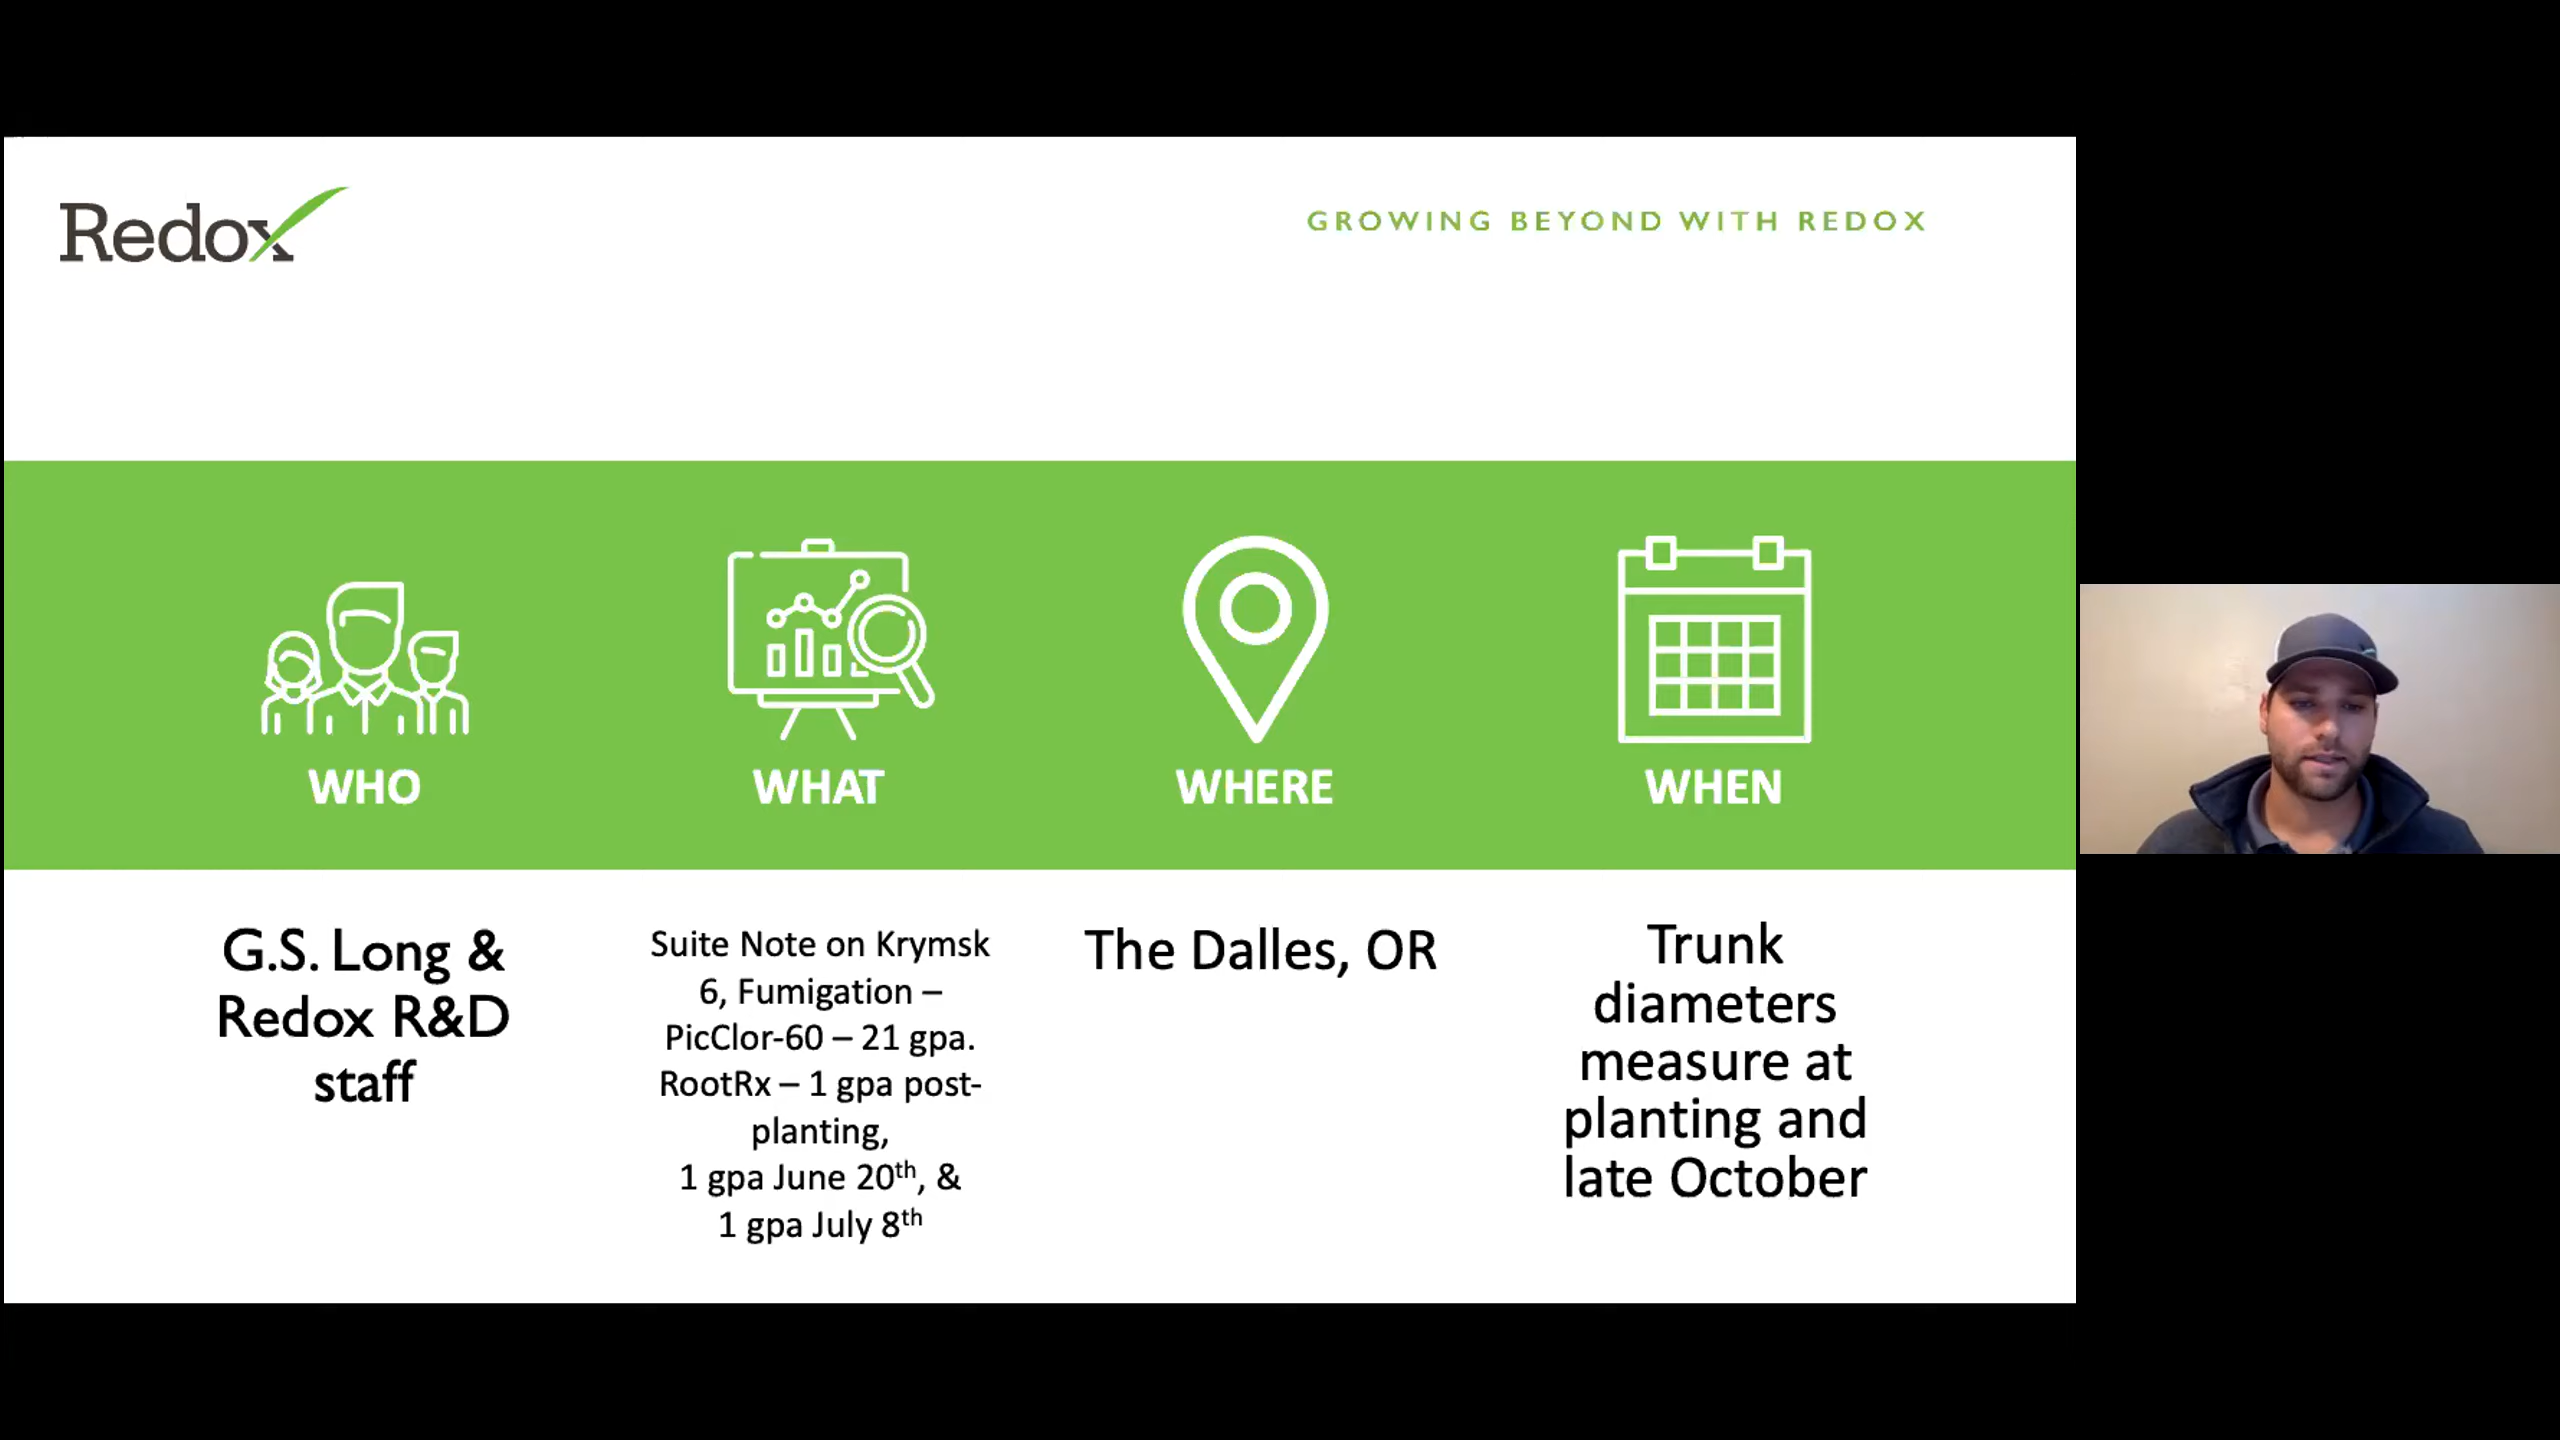 Redox
GROWING BEYOND WITH REDOX
WHO
WHAT
WHERE
WHEN
G.S. Long &
Redox R&D
staff
Suite Note on Krymsk
6, Fumigation –
PicClor-60 – 21 gpa.
RootRx – 1 gpa post-
planting,
1 gpa June 20th, &
1 gpa July 8th
The Dalles, OR
Trunk
diameters
measure at
planting and
late October